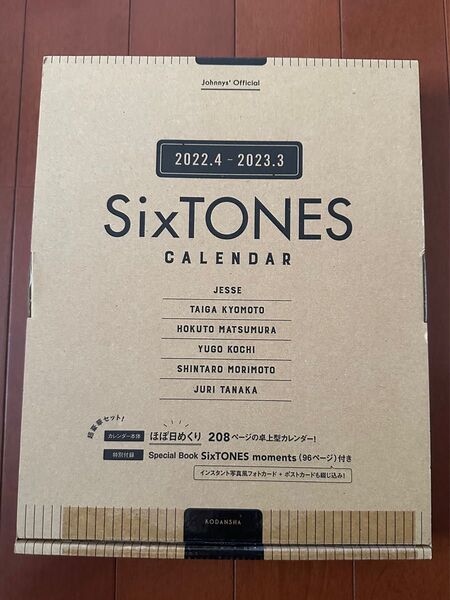 Johnnys' Official
2022.4 - 2023.3
SixTONES
CALENDAR
JESSE
TAIGA KYOMOTO
HOKUTO MATSUMURA
YUGO KOCHI
SHINTARO MORIMOTO
JURI TANAKA
超豪華セット!
カレンダー本体 ほぼ日めくり 208ページの卓上型カレンダー!
特別付録 Special Book SixTONES moments (96ページ) 付き
インスタント写真風フォトカード + ポストカードも綴じ込み!
KODANSHA